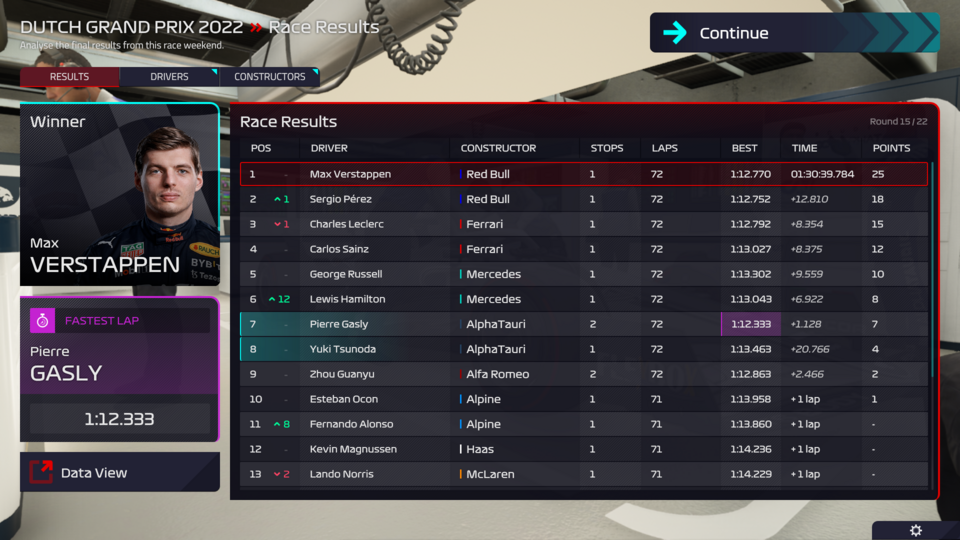 DUTCH GRAND PRIX 2022 » Race Results
Analyse the final results from this race weekend.
Continue
RESULTS DRIVERS CONSTRUCTORS
Winner
Max
VERSTAPPEN
FASTEST LAP
Pierre
GASLY
1:12.333
Data View
Race Results Round 15 / 22
POS DRIVER CONSTRUCTOR STOPS LAPS BEST TIME POINTS
1 - Max Verstappen Red Bull 1 72 1:12.770 01:30:39.784 25
2 1 Sergio Pérez Red Bull 1 72 1:12.752 +12.810 18
3 1 Charles Leclerc Ferrari 1 72 1:12.792 +8.354 15
4 - Carlos Sainz Ferrari 1 72 1:13.027 +8.375 12
5 - George Russell Mercedes 1 72 1:13.302 +9.559 10
6 12 Lewis Hamilton Mercedes 1 72 1:13.043 +6.922 8
7 - Pierre Gasly AlphaTauri 2 72 1:12.333 +1.128 7
8 - Yuki Tsunoda AlphaTauri 1 72 1:13.463 +20.766 4
9 - Zhou Guanyu Alfa Romeo 2 72 1:12.863 +2.466 2
10 - Esteban Ocon Alpine 1 71 1:13.958 +1 lap 1
11 8 Fernando Alonso Alpine 1 71 1:13.860 +1 lap -
12 - Kevin Magnussen Haas 1 71 1:14.236 +1 lap -
13 2 Lando Norris McLaren 1 71 1:14.229 +1 lap -